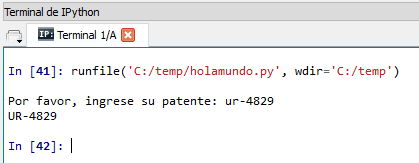 Terminal de IPython
IP: Terminal 1/A
In [41]: runfile('C:/temp/holamundo.py', wdir='C:/temp')
Por favor, ingrese su patente: ur-4829
UR-4829
In [42]: